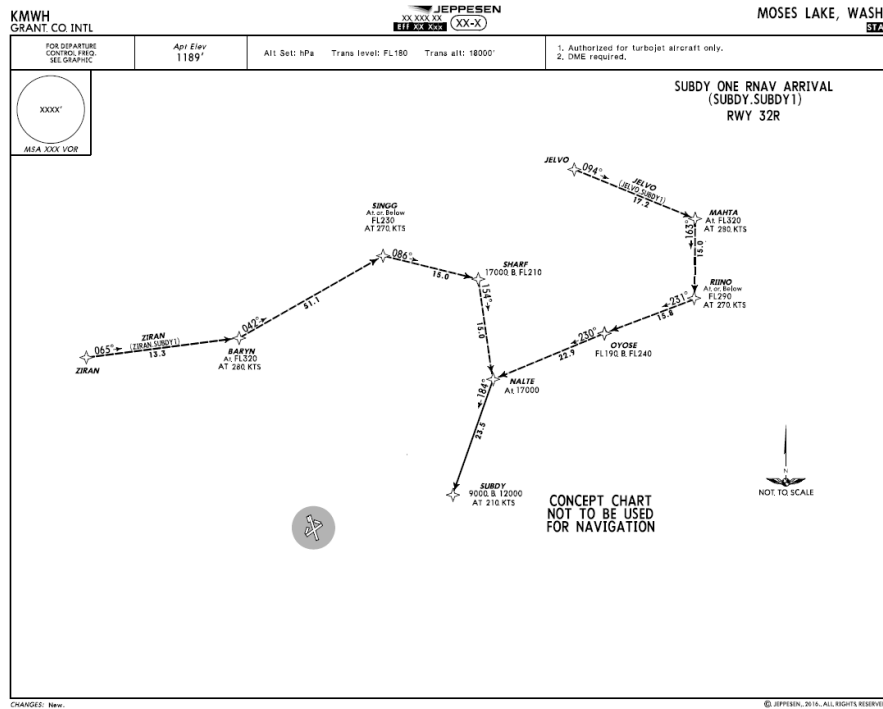 KMWH
GRANT CO INTL
JEPPESEN
XX XXX XX
Eff XX Xxx
XX-X
MOSES LAKE, WASH
STA
FOR DEPARTURE
CONTROL FREQ.
SEE GRAPHIC
Apt Elev
1189'
Alt Set: hPa Trans level: FL180 Trans alt: 18000'
1. Authorized for turbojet aircraft only.
2. DME required.
XXXX'
MSA XXX VOR
SUBDY ONE RNAV ARRIVAL
(SUBDY.SUBDY1)
RWY 32R
JELVO
094°
JELVO
(JELVO.SUBDY1)
17.2
MAHTA
At FL320
AT 280 KTS
163°
15.0
RIINO
At or Below
FL290
AT 270 KTS
231°
15.8
OYOSE
FL190 B FL240
230°
22.9
SINGG
At or Below
FL230
AT 270 KTS
086°
15.0
SHARF
17000 B FL210
154°
15.0
ZIRAN
065°
ZIRAN
(ZIRAN.SUBDY1)
13.3
BARYN
At FL320
AT 280 KTS
042°
51.1
NALTE
At 17000
184°
23.5
SUBDY
9000 B 12000
AT 210 KTS
N
NOT TO SCALE
CONCEPT CHART
NOT TO BE USED
FOR NAVIGATION
CHANGES: New.
© JEPPESEN, 2016. ALL RIGHTS RESERVE